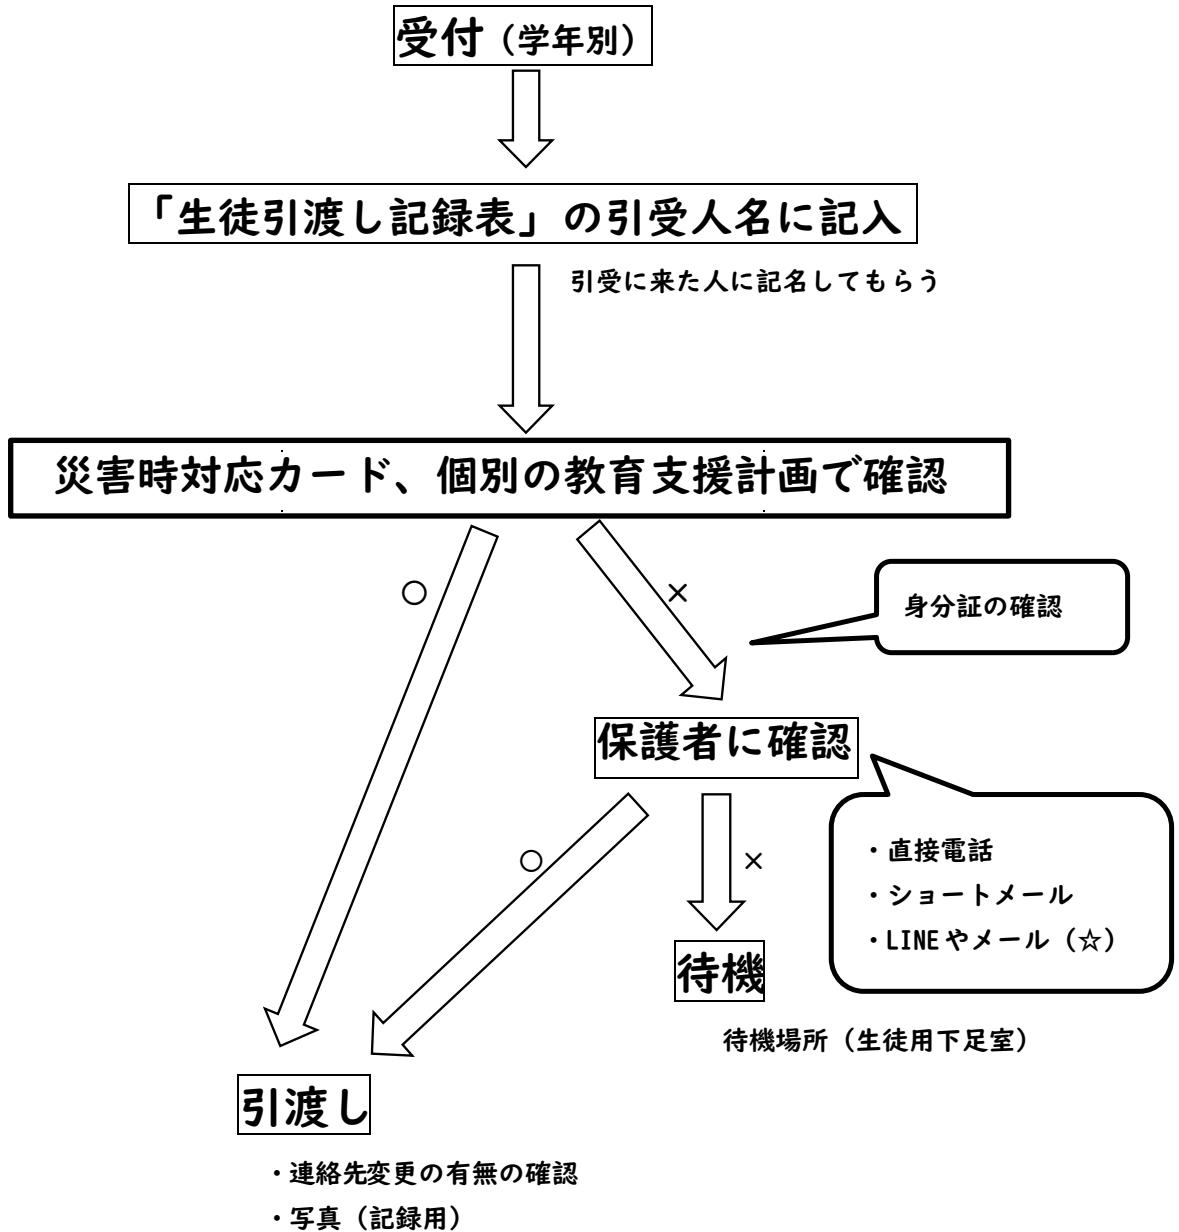 受付（学年別）
「生徒引渡し記録表」の引受人名に記入
引受に来た人に記名してもらう
災害時対応カード、個別の教育支援計画で確認
○
×
身分証の確認
保護者に確認
・直接電話
・ショートメール
・LINEやメール（☆）
○
×
待機
待機場所（生徒用下足室）
引渡し
・連絡先変更の有無の確認
・写真（記録用）